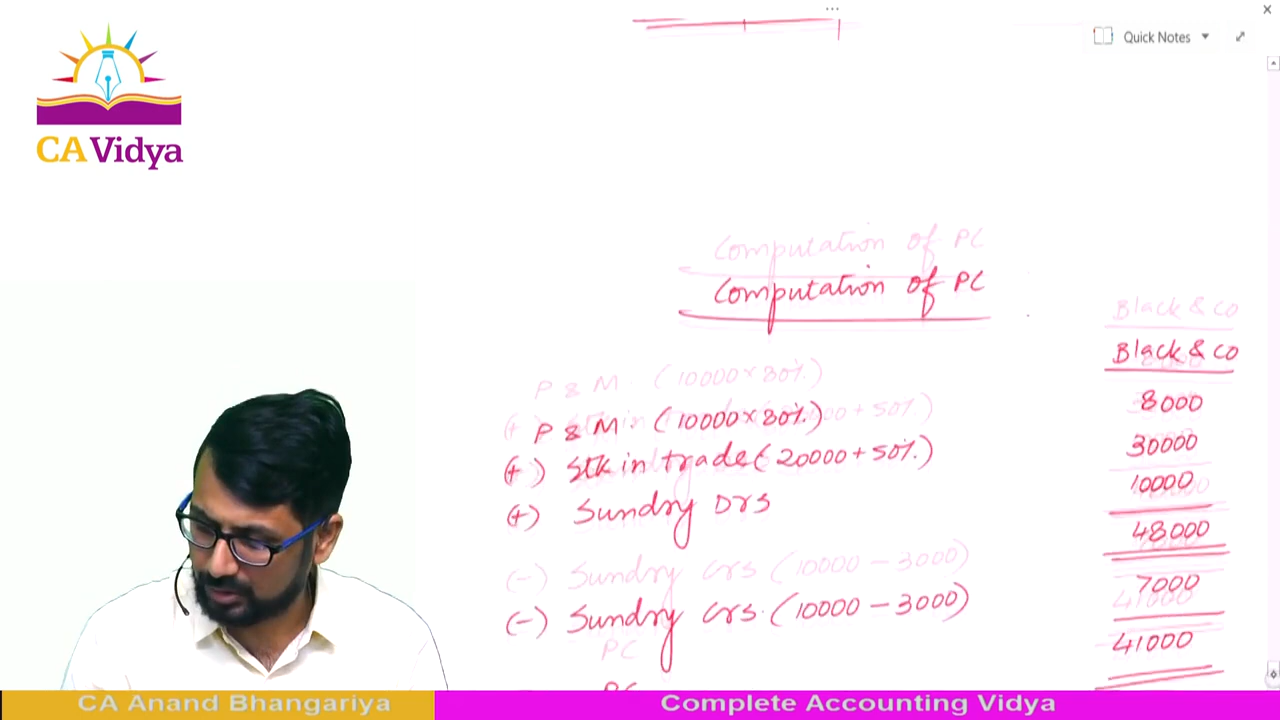 ...
Quick Notes
CA Vidya
Computation of PC
Black & co
P & M. (10000 x 80%) 8000
(+) Stk in trade (20000 + 50%) 30000
(+) Sundry Drs 10000
48000
(-) Sundry crs. (10000 - 3000) 7000
PC 41000
CA Anand Bhangariya
Complete Accounting Vidya